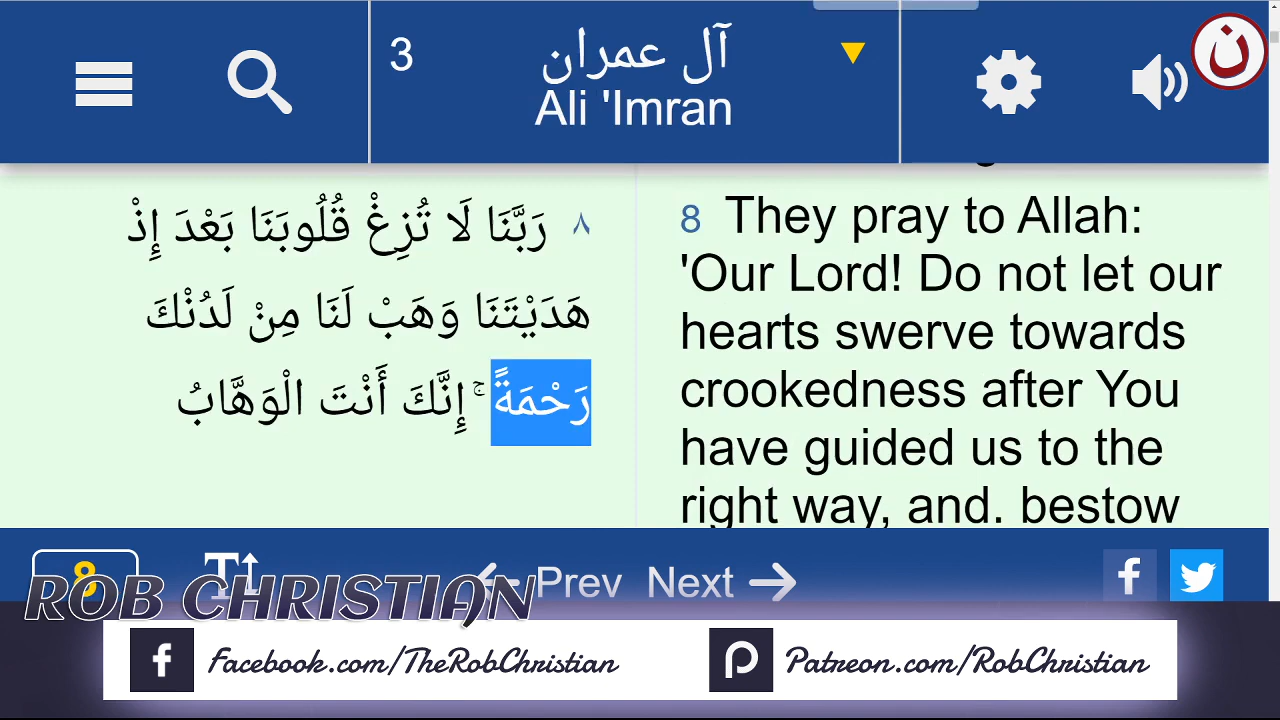 3
آل عمران
Ali 'Imran
ن
٨ رَبَّنَا لَا تُزِغْ قُلُوبَنَا بَعْدَ إِذْ
هَدَيْتَنَا وَهَبْ لَنَا مِنْ لَدُنْكَ
رَحْمَةً ۚ إِنَّكَ أَنْتَ الْوَهَّابُ
8 They pray to Allah:
'Our Lord! Do not let our
hearts swerve towards
crookedness after You
have guided us to the
right way, and. bestow
8
T
Prev Next
ROB CHRISTIAN
Facebook.com/TheRobChristian
Patreon.com/RobChristian